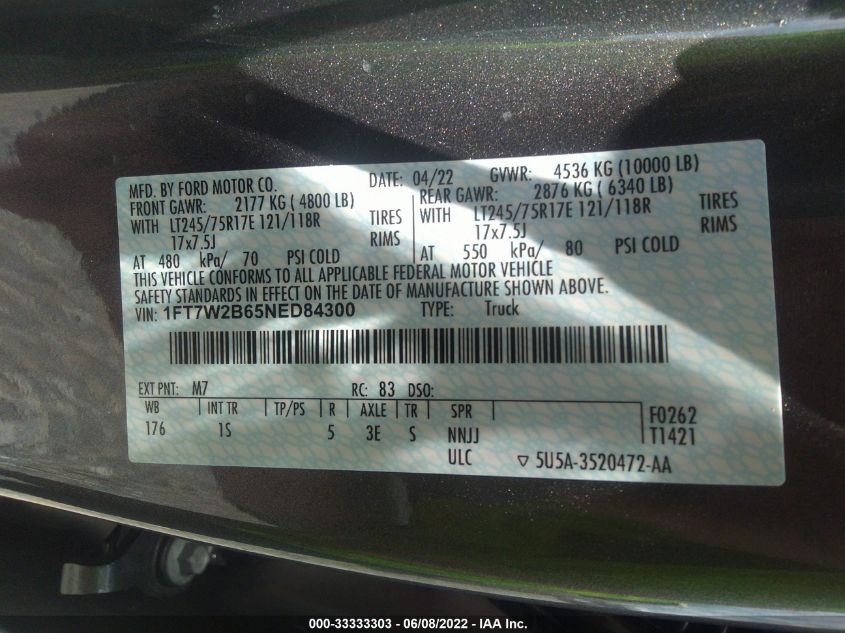 MFD. BY FORD MOTOR CO. DATE: 04/22 GVWR: 4536 KG (10000 LB)
FRONT GAWR: 2177 KG ( 4800 LB) REAR GAWR: 2876 KG ( 6340 LB)
WITH LT245/75R17E 121/118R TIRES WITH LT245/75R17E 121/118R TIRES
17x7.5J RIMS 17x7.5J RIMS
AT 480 kPa/ 70 PSI COLD AT 550 kPa/ 80 PSI COLD
THIS VEHICLE CONFORMS TO ALL APPLICABLE FEDERAL MOTOR VEHICLE
SAFETY STANDARDS IN EFFECT ON THE DATE OF MANUFACTURE SHOWN ABOVE.
VIN: 1FT7W2B65NED84300 TYPE: Truck
EXT PNT: M7 RC: 83 DSO:
WB INT TR TP/PS R AXLE TR SPR F0262
176 1S 5 3E S NNJJ T1421
ULC ▽ 5U5A-3520472-AA
000-33333303 - 06/08/2022 - IAA Inc.